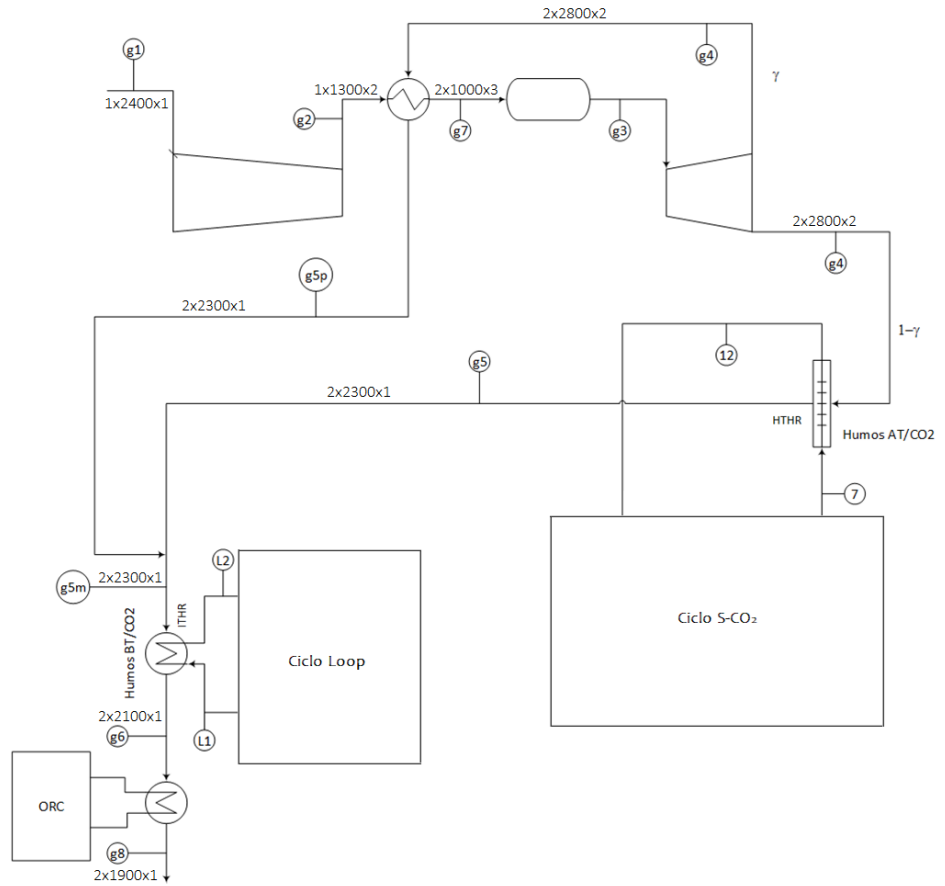 2x2800x2
g1
g4
γ
1x2400x1
1x1300x2
2x1000x3
g2
g7
g3
2x2800x2
g4
g5p
2x2300x1
1−γ
12
g5
2x2300x1
HTHR
Humos AT/CO2
7
L2
g5m
2x2300x1
ITHR
Humos BT/CO2
Ciclo Loop
Ciclo S-CO₂
2x2100x1
g6
L1
ORC
g8
2x1900x1